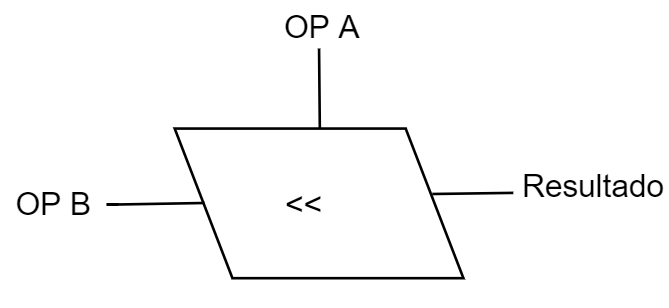 OP A
OP B
<<
Resultado